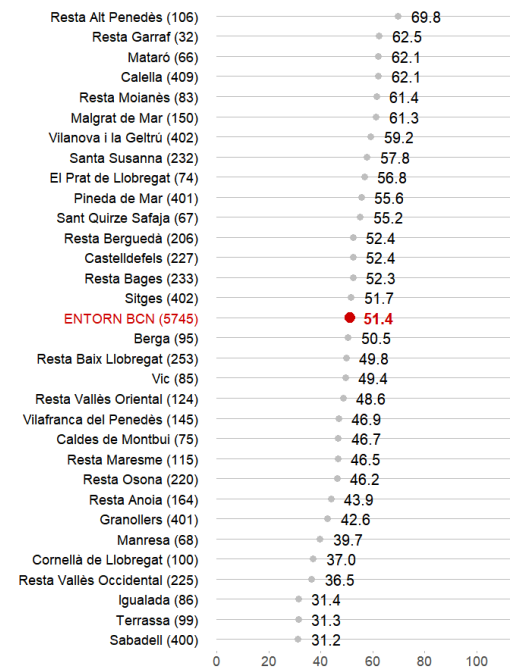 Resta Alt Penedès (106) 69.8
Resta Garraf (32) 62.5
Mataró (66) 62.1
Calella (409) 62.1
Resta Moianès (83) 61.4
Malgrat de Mar (150) 61.3
Vilanova i la Geltrú (402) 59.2
Santa Susanna (232) 57.8
El Prat de Llobregat (74) 56.8
Pineda de Mar (401) 55.6
Sant Quirze Safaja (67) 55.2
Resta Berguedà (206) 52.4
Castelldefels (227) 52.4
Resta Bages (233) 52.3
Sitges (402) 51.7
ENTORN BCN (5745) 51.4
Berga (95) 50.5
Resta Baix Llobregat (253) 49.8
Vic (85) 49.4
Resta Vallès Oriental (124) 48.6
Vilafranca del Penedès (145) 46.9
Caldes de Montbui (75) 46.7
Resta Maresme (115) 46.5
Resta Osona (220) 46.2
Resta Anoia (164) 43.9
Granollers (401) 42.6
Manresa (68) 39.7
Cornellà de Llobregat (100) 37.0
Resta Vallès Occidental (225) 36.5
Igualada (86) 31.4
Terrassa (99) 31.3
Sabadell (400) 31.2
0 20 40 60 80 100